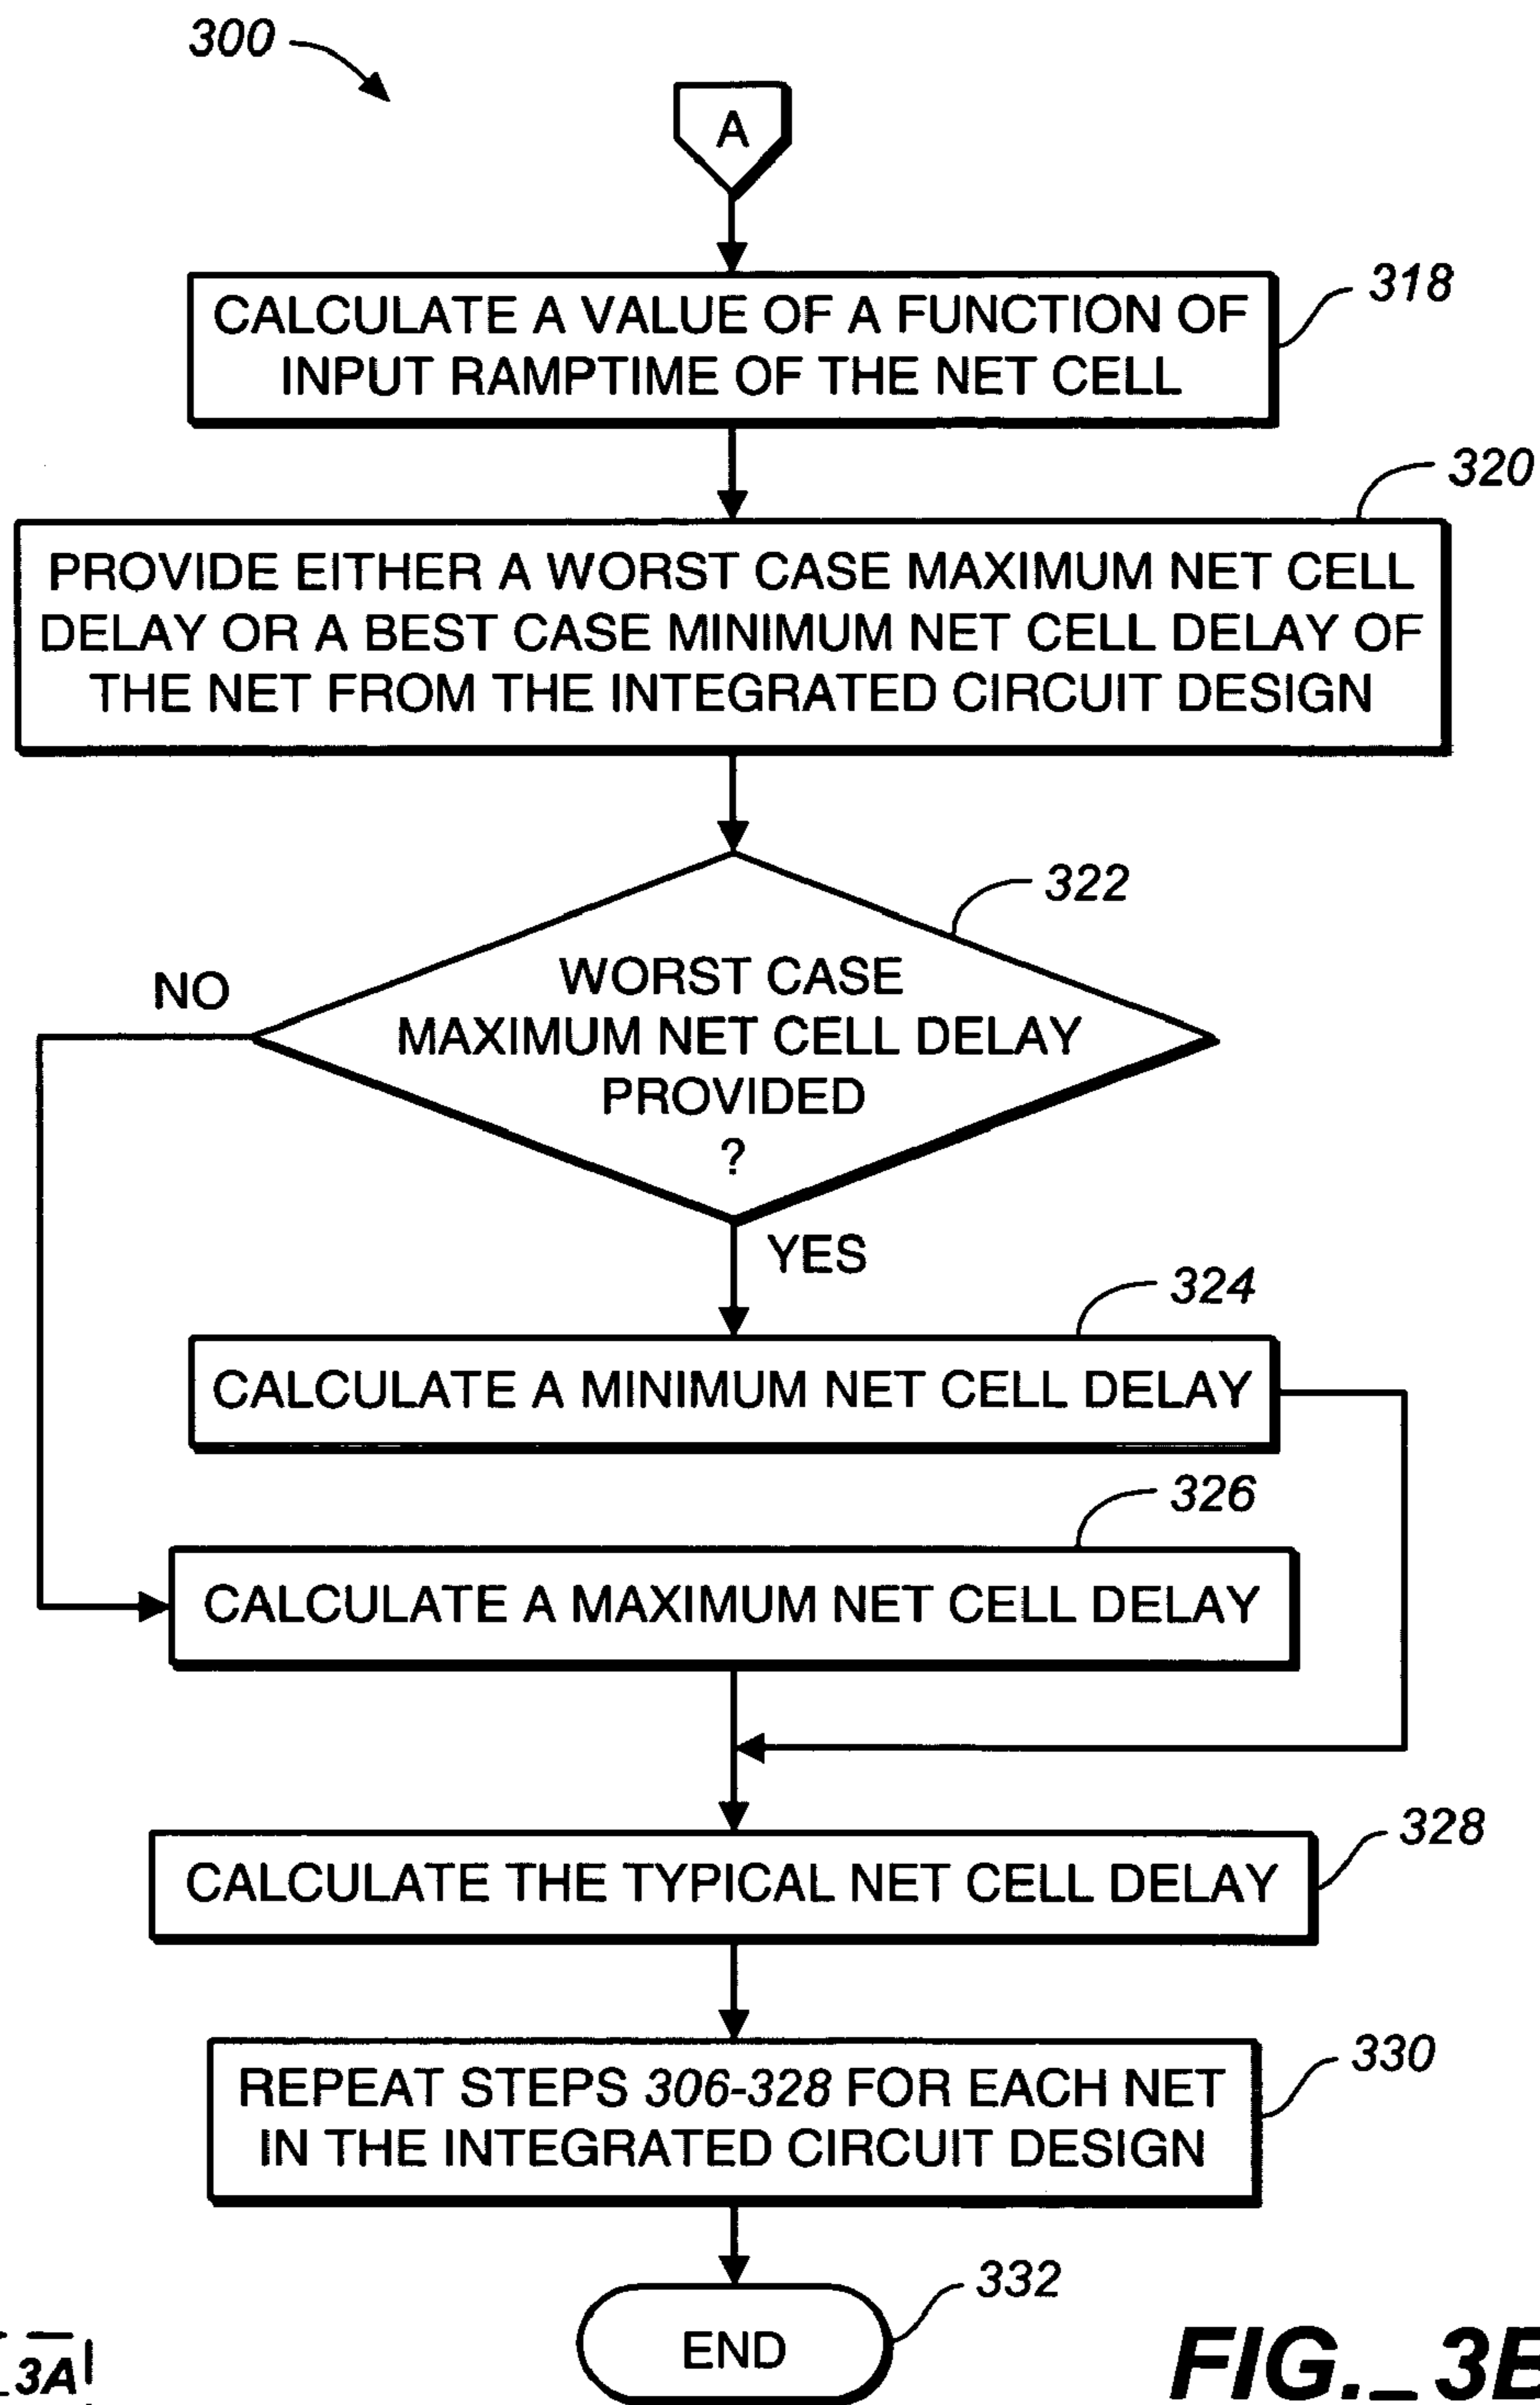 300
A
318
CALCULATE A VALUE OF A FUNCTION OF
INPUT RAMPTIME OF THE NET CELL
320
PROVIDE EITHER A WORST CASE MAXIMUM NET CELL
DELAY OR A BEST CASE MINIMUM NET CELL DELAY OF
THE NET FROM THE INTEGRATED CIRCUIT DESIGN
322
WORST CASE
NO
MAXIMUM NET CELL DELAY
PROVIDED
?
YES
324
CALCULATE A MINIMUM NET CELL DELAY
326
CALCULATE A MAXIMUM NET CELL DELAY
328
CALCULATE THE TYPICAL NET CELL DELAY
330
REPEAT STEPS 306-328 FOR EACH NET
IN THE INTEGRATED CIRCUIT DESIGN
332
END
_3A
FIG._3B